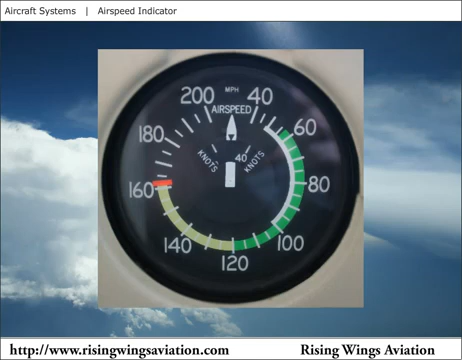 Aircraft Systems | Airspeed Indicator
MPH
200 40
AIRSPEED
180 60
KNOTS 40 KNOTS
160 80
140 100
120
http://www.risingwingsaviation.com Rising Wings Aviation